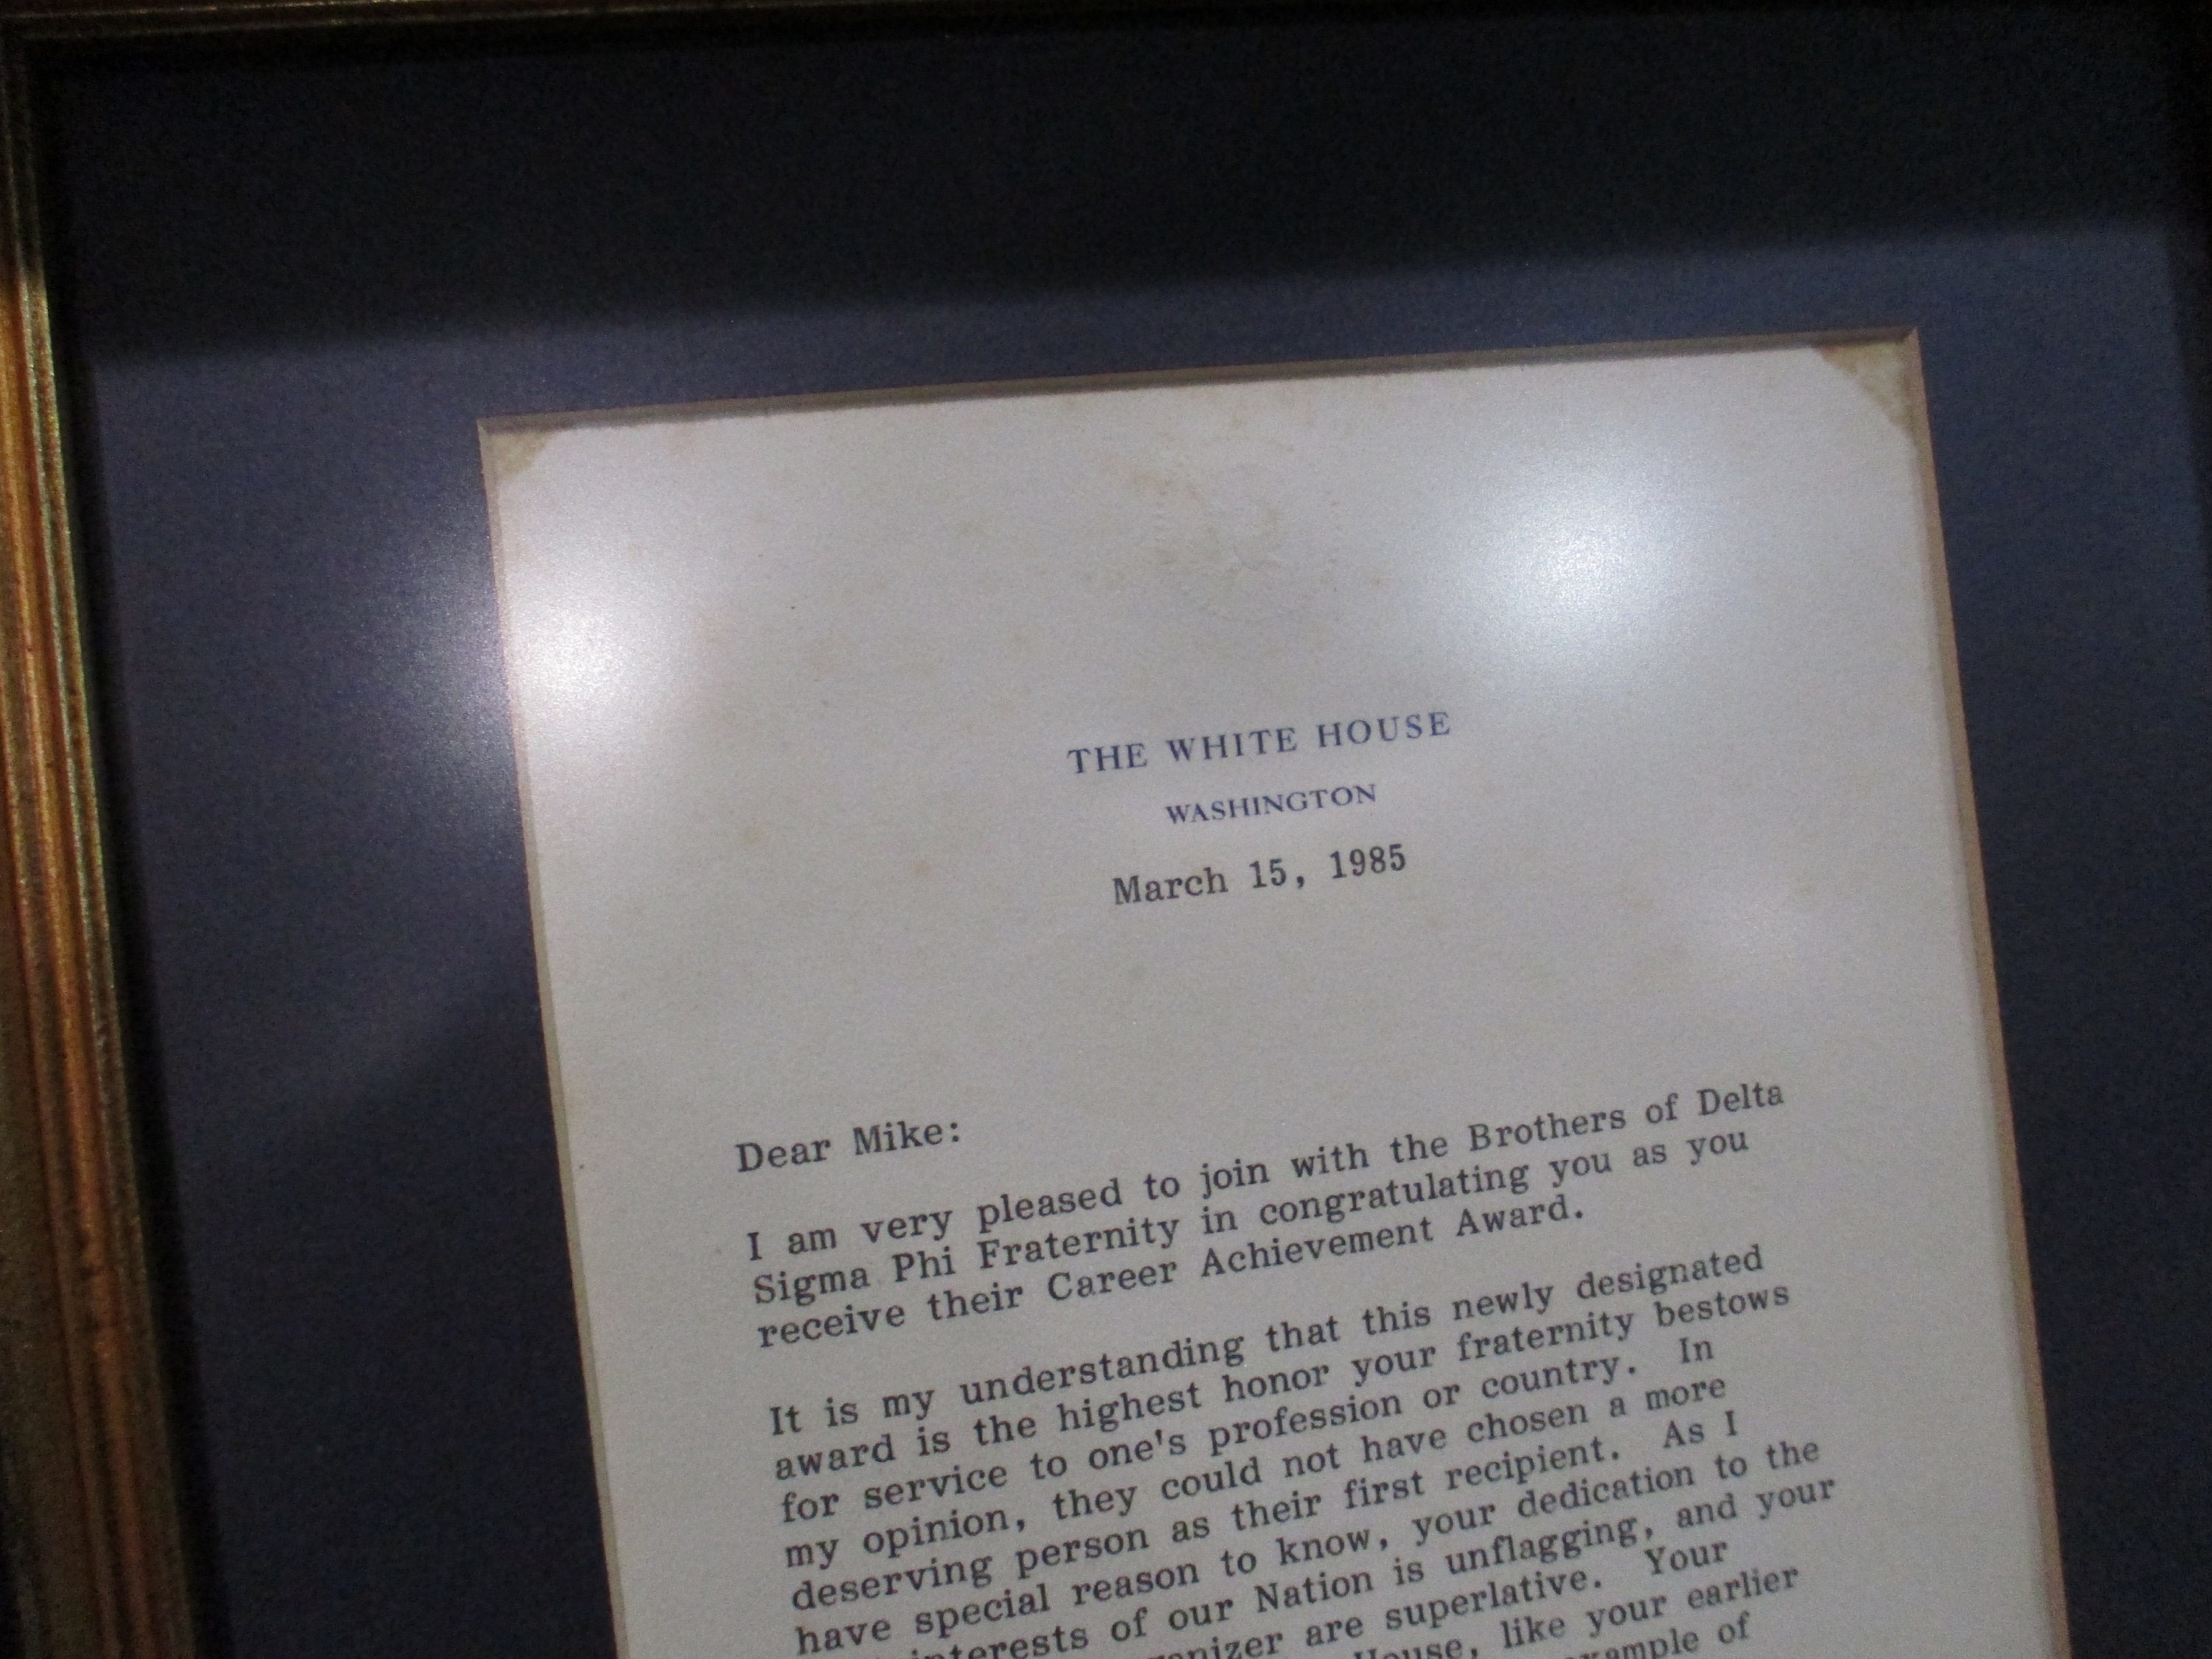 THE WHITE HOUSE
WASHINGTON
March 15, 1985
Dear Mike:
I am very pleased to join with the Brothers of Delta
Sigma Phi Fraternity in congratulating you as you
receive their Career Achievement Award.
It is my understanding that this newly designated
award is the highest honor your fraternity bestows
for service to one's profession or country. In
my opinion, they could not have chosen a more
deserving person as their first recipient. As I
have special reason to know, your dedication to the
interests of our Nation is unflagging, and your
are superlative. Your
House, like your earlier
example of